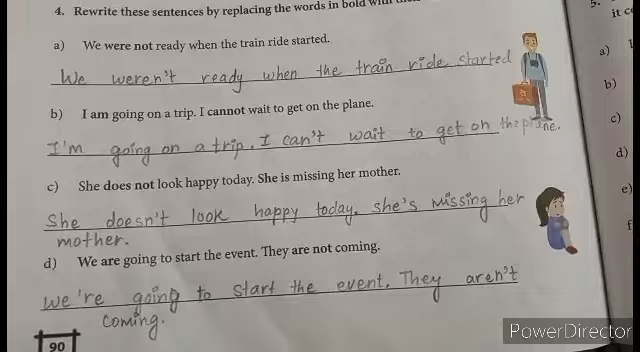 4. Rewrite these sentences by replacing the words in bold with
5.
it c
a) We were not ready when the train ride started.
We weren't ready when the train ride started
a)
b) I am going on a trip. I cannot wait to get on the plane.
b)
I'm going on a trip. I can't wait to get on the plane.
c)
c) She does not look happy today. She is missing her mother.
d)
She doesn't look happy today. she's missing her
mother.
e)
d) We are going to start the event. They are not coming.
f
we're going to start the event. They aren't
coming.
90
PowerDirector